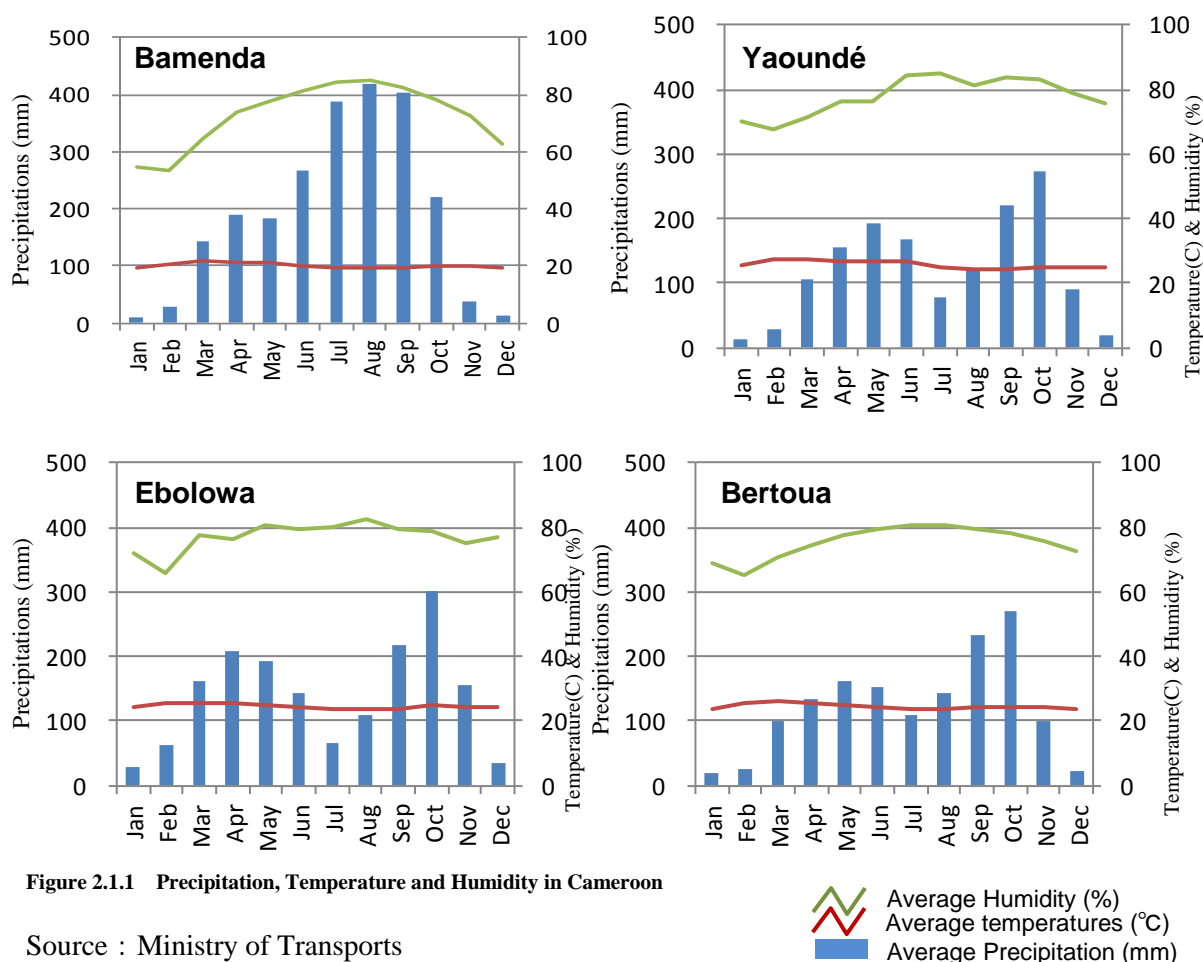 Bamenda
Precipitations (mm)
500
400
300
200
100
0
100
80
60
40
20
0
Jan
Feb
Mar
Apr
May
Jun
Jul
Aug
Sep
Oct
Nov
Dec
Yaoundé
Precipitations (mm)
500
400
300
200
100
0
100
80
60
40
20
0
Temperature(C) & Humidity (%)
Jan
Feb
Mar
Apr
May
Jun
Jul
Aug
Sep
Oct
Nov
Dec
Ebolowa
Precipitations (mm)
500
400
300
200
100
0
100
80
60
40
20
0
Temperature(C) & Humidity (%)
Jan
Feb
Mar
Apr
May
Jun
Jul
Aug
Sep
Oct
Nov
Dec
Bertoua
Precipitations (mm)
500
400
300
200
100
0
100
80
60
40
20
0
Temperature(C) & Humidity (%)
Jan
Feb
Mar
Apr
May
Jun
Jul
Aug
Sep
Oct
Nov
Dec
Figure 2.1.1 Precipitation, Temperature and Humidity in Cameroon
Source : Ministry of Transports
Average Humidity (%)
Average temperatures (°C)
Average Precipitation (mm)